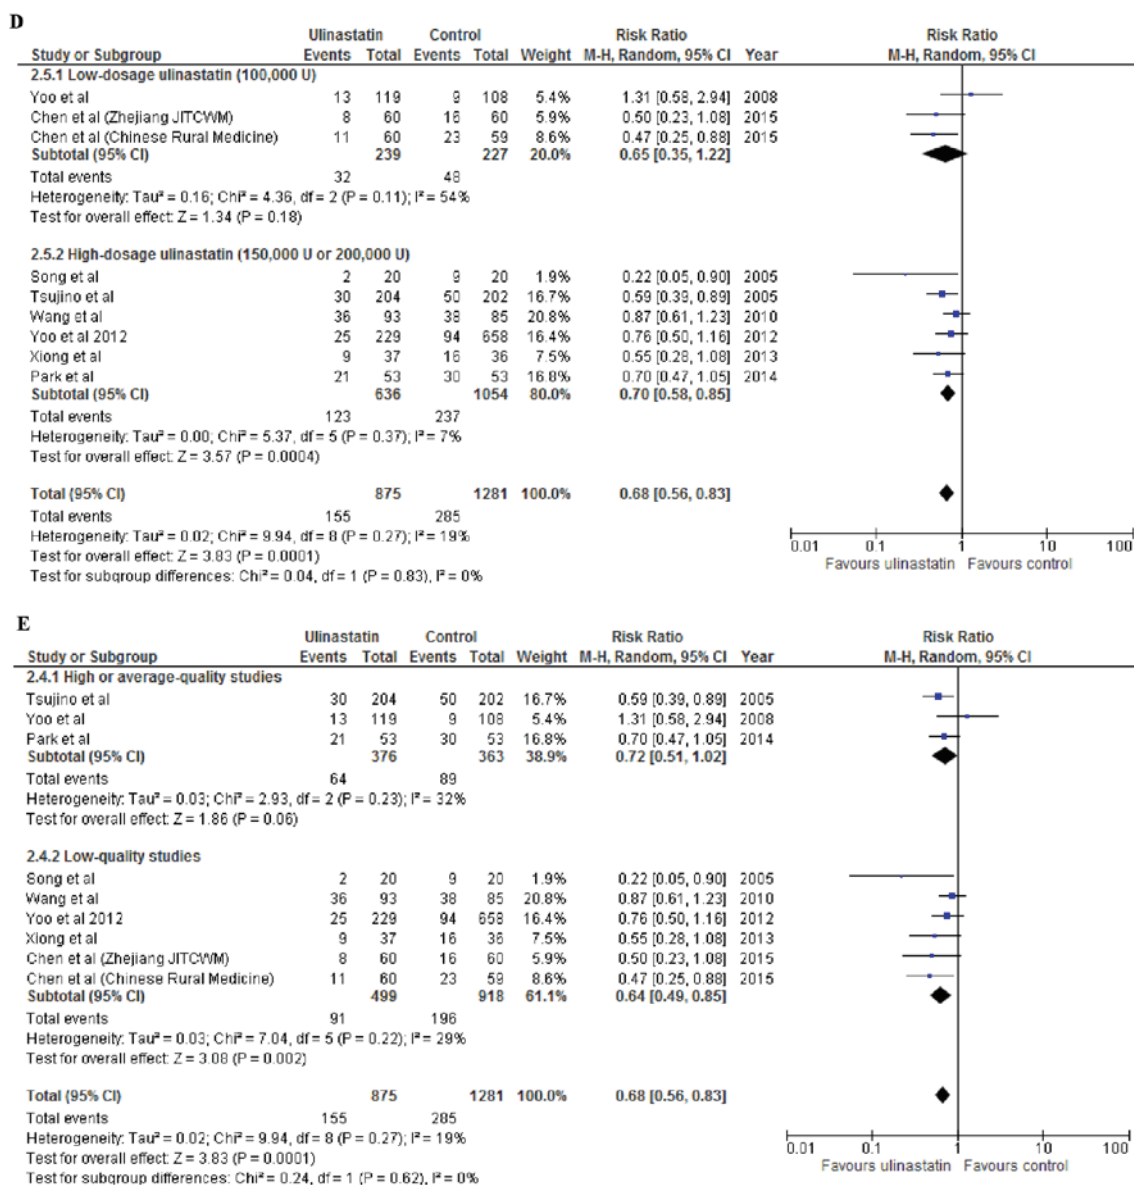 D
Ulinastatin Control Risk Ratio Risk Ratio
Study or Subgroup Events Total Events Total Weight M-H, Random, 95% CI Year M-H, Random, 95% CI
2.5.1 Low-dosage ulinastatin (100,000 U)
Yoo et al 13 119 9 108 5.4% 1.31 [0.58, 2.94] 2008
Chen et al (Zhejiang JITCWM) 8 60 16 60 5.9% 0.50 [0.23, 1.08] 2015
Chen et al (Chinese Rural Medicine) 11 60 23 59 8.6% 0.47 [0.25, 0.88] 2015
Subtotal (95% CI) 239 227 20.0% 0.65 [0.35, 1.22]
Total events 32 48
Heterogeneity: Tau² = 0.16; Chi² = 4.36, df = 2 (P = 0.11); I² = 54%
Test for overall effect: Z = 1.34 (P = 0.18)
2.5.2 High-dosage ulinastatin (150,000 U or 200,000 U)
Song et al 2 20 9 20 1.9% 0.22 [0.05, 0.90] 2005
Tsujino et al 30 204 50 202 16.7% 0.59 [0.39, 0.89] 2005
Wang et al 36 93 38 85 20.8% 0.87 [0.61, 1.23] 2010
Yoo et al 2012 25 229 94 658 16.4% 0.76 [0.50, 1.16] 2012
Xiong et al 9 37 16 36 7.5% 0.55 [0.28, 1.08] 2013
Park et al 21 53 30 53 16.8% 0.70 [0.47, 1.05] 2014
Subtotal (95% CI) 636 1054 80.0% 0.70 [0.58, 0.85]
Total events 123 237
Heterogeneity: Tau² = 0.00; Chi² = 5.37, df = 5 (P = 0.37); I² = 7%
Test for overall effect: Z = 3.57 (P = 0.0004)
Total (95% CI) 875 1281 100.0% 0.68 [0.56, 0.83]
Total events 155 285
Heterogeneity: Tau² = 0.02; Chi² = 9.94, df = 8 (P = 0.27); I² = 19%
Test for overall effect: Z = 3.83 (P = 0.0001)
Test for subgroup differences: Chi² = 0.04, df = 1 (P = 0.83), I² = 0%
0.01 0.1 1 10 100
Favours ulinastatin Favours control
E
Ulinastatin Control Risk Ratio Risk Ratio
Study or Subgroup Events Total Events Total Weight M-H, Random, 95% CI Year M-H, Random, 95% CI
2.4.1 High or average-quality studies
Tsujino et al 30 204 50 202 16.7% 0.59 [0.39, 0.89] 2005
Yoo et al 13 119 9 108 5.4% 1.31 [0.58, 2.94] 2008
Park et al 21 53 30 53 16.8% 0.70 [0.47, 1.05] 2014
Subtotal (95% CI) 376 363 38.9% 0.72 [0.51, 1.02]
Total events 64 89
Heterogeneity: Tau² = 0.03; Chi² = 2.93, df = 2 (P = 0.23); I² = 32%
Test for overall effect: Z = 1.86 (P = 0.06)
2.4.2 Low-quality studies
Song et al 2 20 9 20 1.9% 0.22 [0.05, 0.90] 2005
Wang et al 36 93 38 85 20.8% 0.87 [0.61, 1.23] 2010
Yoo et al 2012 25 229 94 658 16.4% 0.76 [0.50, 1.16] 2012
Xiong et al 9 37 16 36 7.5% 0.55 [0.28, 1.08] 2013
Chen et al (Zhejiang JITCWM) 8 60 16 60 5.9% 0.50 [0.23, 1.08] 2015
Chen et al (Chinese Rural Medicine) 11 60 23 59 8.6% 0.47 [0.25, 0.88] 2015
Subtotal (95% CI) 499 918 61.1% 0.64 [0.49, 0.85]
Total events 91 196
Heterogeneity: Tau² = 0.03; Chi² = 7.04, df = 5 (P = 0.22); I² = 29%
Test for overall effect: Z = 3.08 (P = 0.002)
Total (95% CI) 875 1281 100.0% 0.68 [0.56, 0.83]
Total events 155 285
Heterogeneity: Tau² = 0.02; Chi² = 9.94, df = 8 (P = 0.27); I² = 19%
Test for overall effect: Z = 3.83 (P = 0.0001)
Test for subgroup differences: Chi² = 0.24, df = 1 (P = 0.62), I² = 0%
0.01 0.1 1 10 100
Favours ulinastatin Favours control